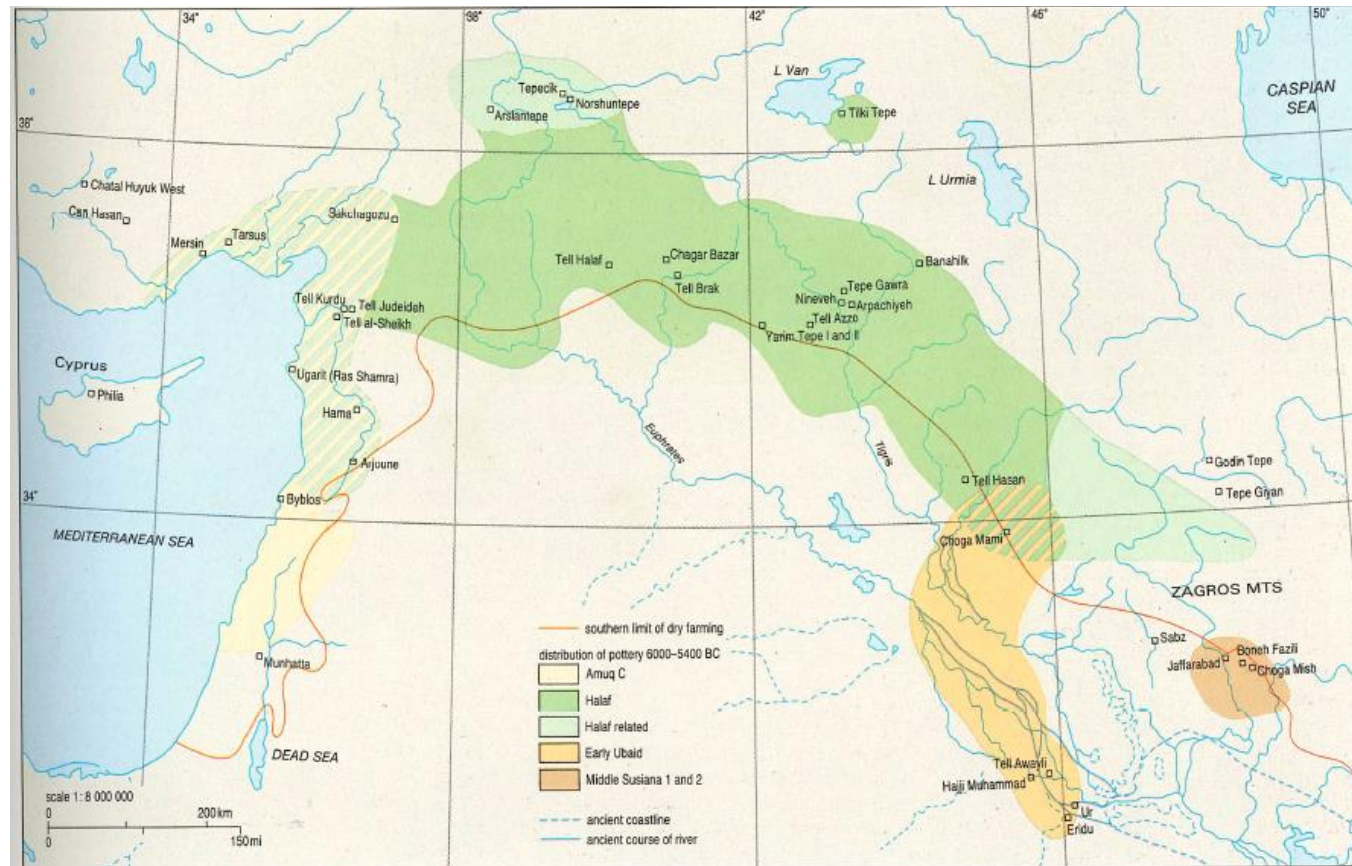 34°
38°
42°
46°
50°
L Van
CASPIAN
SEA
Tepecik
Norshuntepe
Arslantepe
Tilki Tepe
36°
L Urmia
Chatal Huyuk West
Can Hasan
Sakchagozu
Tarsus
Mersin
Tell Halaf
Chagar Bazar
Tell Brak
Banahilk
Tepe Gawra
Nineveh
Arpachiyeh
Tell Azzo
Yarim Tepe I and II
Tell Kurdu
Tell Judeideh
Tell al-Sheikh
Cyprus
Philia
Ugarit (Ras Shamra)
Hama
Euphrates
Tigris
Arjoune
Godin Tepe
Tepe Giyan
Tell Hasan
34°
Byblos
MEDITERRANEAN SEA
Choga Mami
ZAGROS MTS
Sabz
Boneh Fazili
Jaffarabad
Choga Mish
Munhatta
DEAD SEA
southern limit of dry farming
distribution of pottery 6000–5400 BC
Amuq C
Halaf
Halaf related
Early Ubaid
Middle Susiana 1 and 2
ancient coastline
ancient course of river
Tell Awayli
Hajji Muhammad
Ur
Eridu
scale 1: 8 000 000
0 200 km
0 150 mi